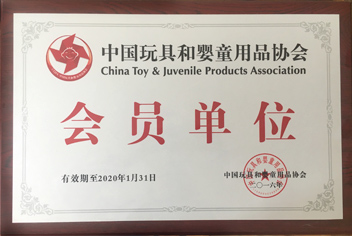 中国玩具和婴童用品协会
China Toy & Juvenile Products Association
会员单位
有效期至2020年1月31日
中国玩具和婴童用品协会
二〇一六年